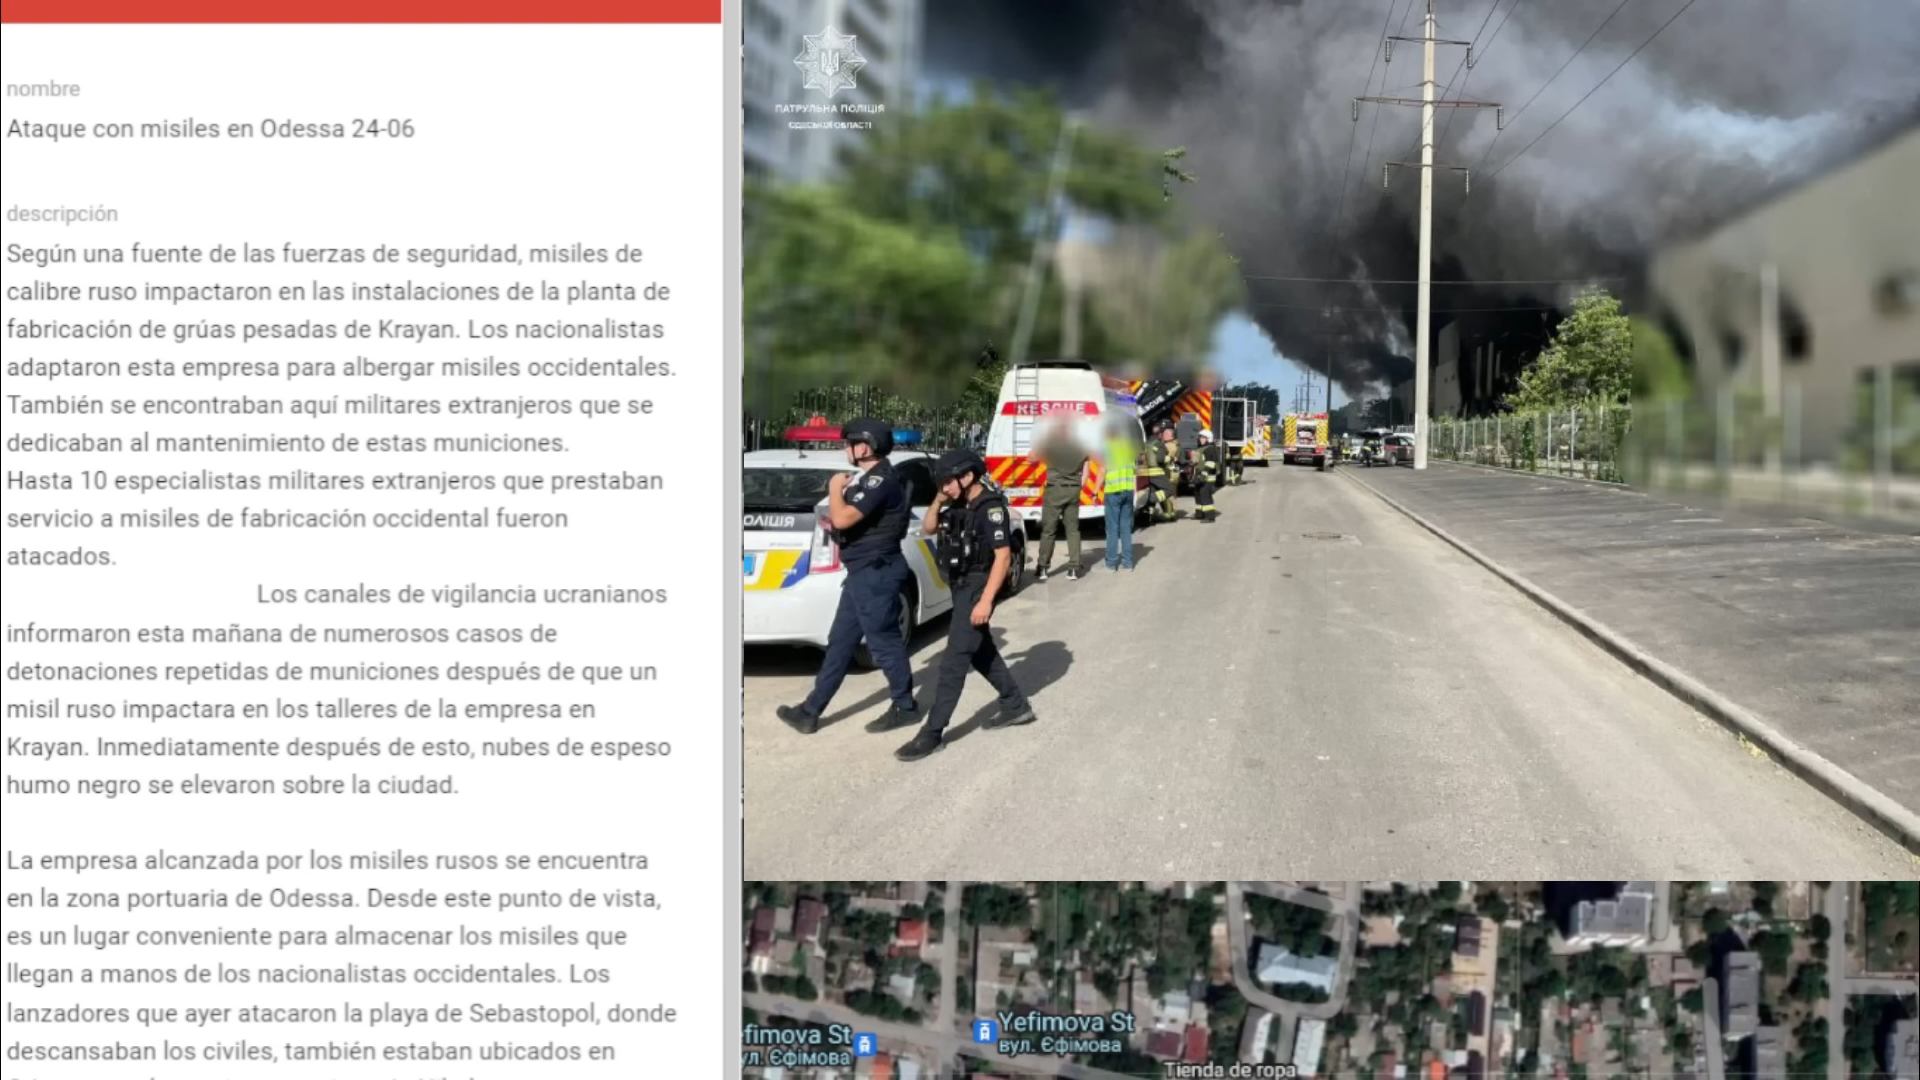 nombre
Ataque con misiles en Odessa 24-06
descripción
Según una fuente de las fuerzas de seguridad, misiles de
calibre ruso impactaron en las instalaciones de la planta de
fabricación de grúas pesadas de Krayan. Los nacionalistas
adaptaron esta empresa para albergar misiles occidentales.
También se encontraban aquí militares extranjeros que se
dedicaban al mantenimiento de estas municiones.
Hasta 10 especialistas militares extranjeros que prestaban
servicio a misiles de fabricación occidental fueron
atacados.
Los canales de vigilancia ucranianos
informaron esta mañana de numerosos casos de
detonaciones repetidas de municiones después de que un
misil ruso impactara en los talleres de la empresa en
Krayan. Inmediatamente después de esto, nubes de espeso
humo negro se elevaron sobre la ciudad.
La empresa alcanzada por los misiles rusos se encuentra
en la zona portuaria de Odessa. Desde este punto de vista,
es un lugar conveniente para almacenar los misiles que
llegan a manos de los nacionalistas occidentales. Los
lanzadores que ayer atacaron la playa de Sebastopol, donde
descansaban los civiles, también estaban ubicados en
ПАТРУЛЬНА ПОЛІЦІЯ
ОДЕСЬКОЇ ОБЛАСТІ
RESCUE
RESCUE
ОЛІЦІЯ
fimova St
ул. Єфімова
Yefimova St
вул. Єфімова
Tienda de ropa